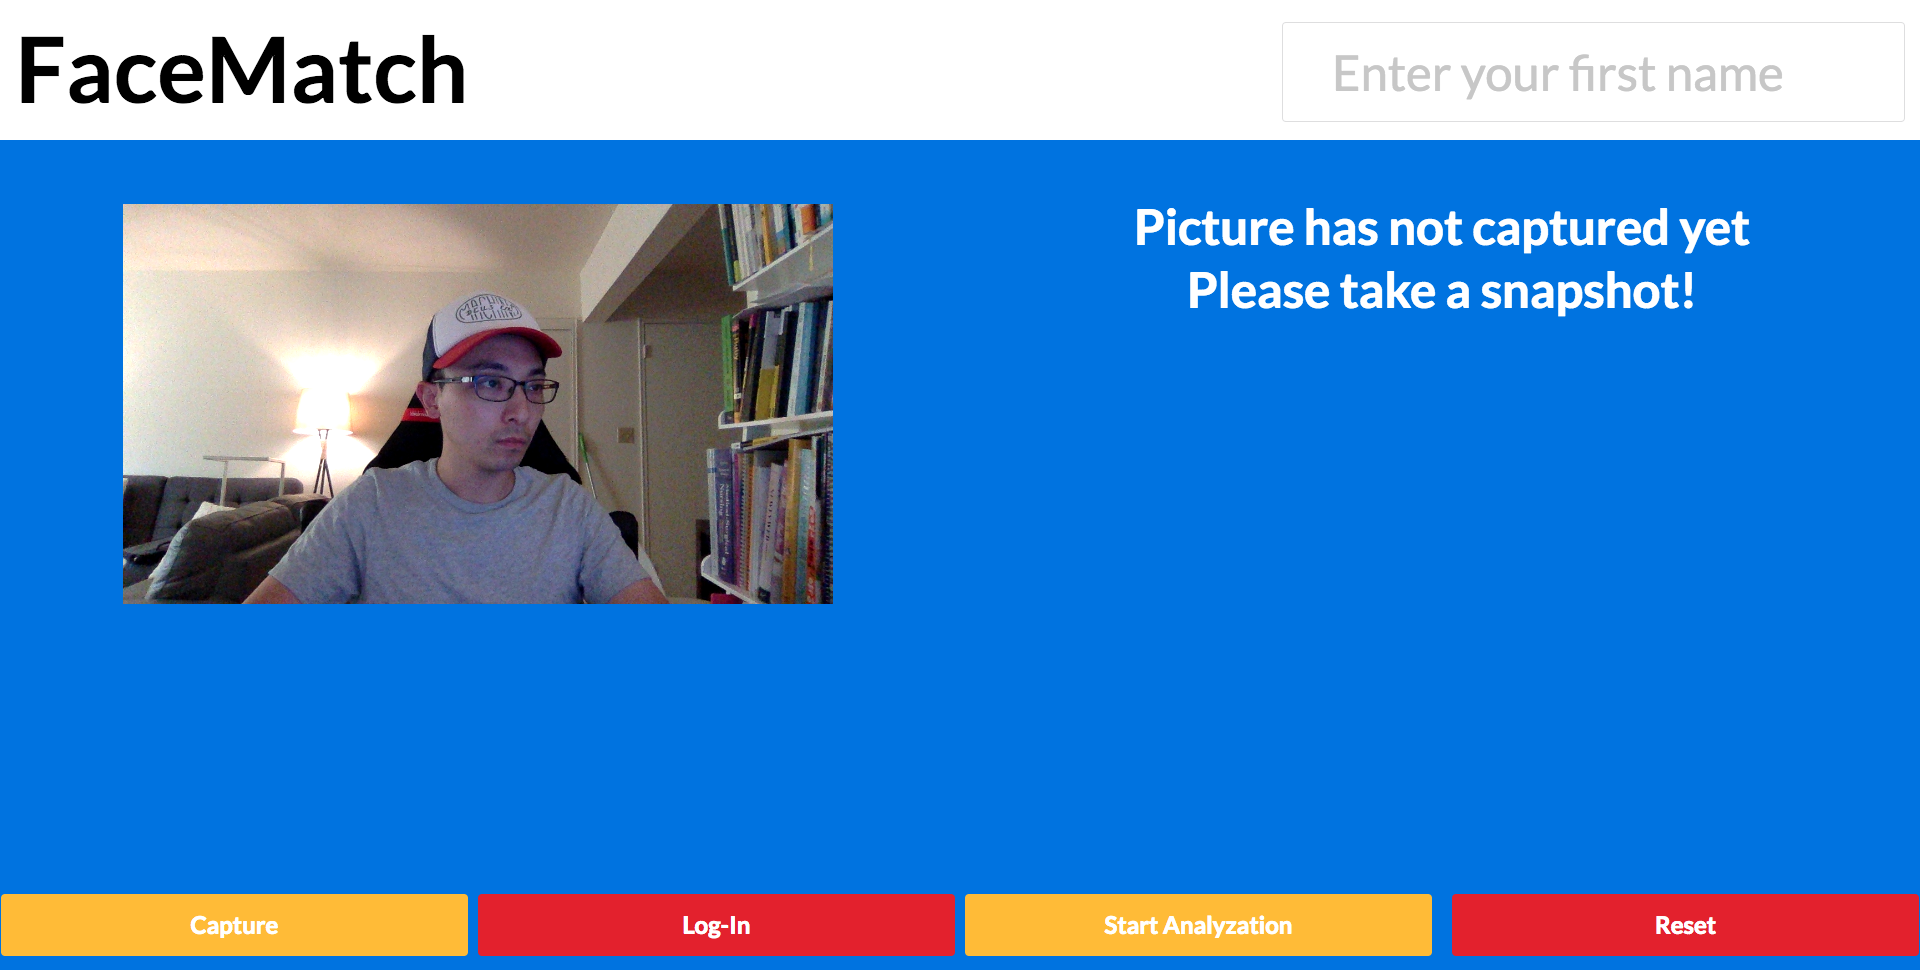 FaceMatch
Enter your first name
Picture has not captured yet
Please take a snapshot!
Capture
Log-In
Start Analyzation
Reset